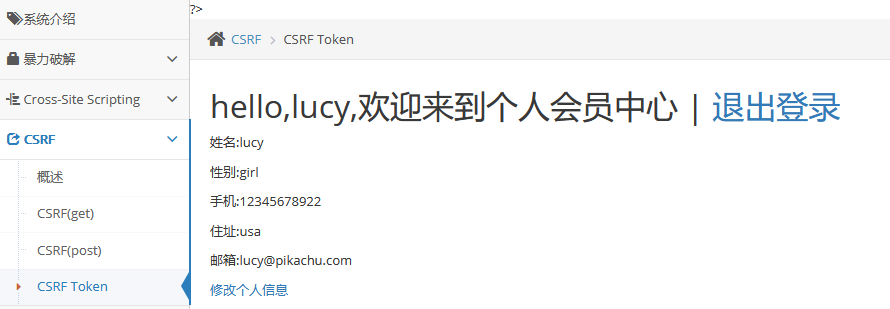 系统介绍
暴力破解
Cross-Site Scripting
CSRF
概述
CSRF(get)
CSRF(post)
CSRF Token
?>
CSRF > CSRF Token
hello,lucy,欢迎来到个人会员中心 | 退出登录
姓名:lucy
性别:girl
手机:12345678922
住址:usa
邮箱:lucy@pikachu.com
修改个人信息